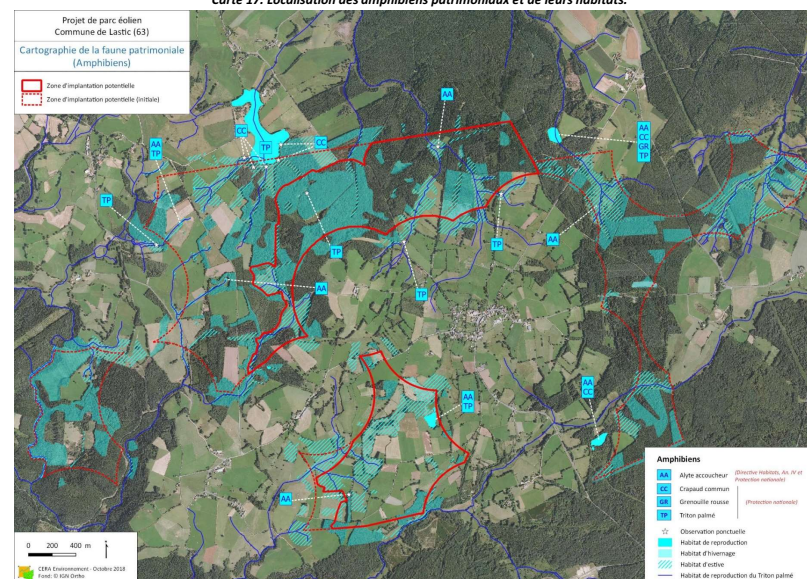 Carte 17: Localisation des amphibiens patrimoniaux et de leurs habitats.
Projet de parc éolien
Commune de Lastic (63)
Cartographie de la faune patrimoniale
(Amphibiens)
Zone d'implantation potentielle
Zone d'implantation potentielle (initiale)
AA
CC
TP
CC
AA
TP
AA
CC
GR
TP
TP
TP
TP
AA
AA
TP
AA
TP
AA
CC
AA
Amphibiens
AA Alyte accoucheur (Directive Habitats, An. IV et Protection nationale)
CC Crapaud commun
GR Grenouille rousse (Protection nationale)
TP Triton palmé
Observation ponctuelle
Habitat de reproduction
Habitat d'hivernage
Habitat d'estive
Habitat de reproduction du Triton palmé
0 200 400 m
CERA Environnement - Octobre 2018
Fond: © IGN Ortho